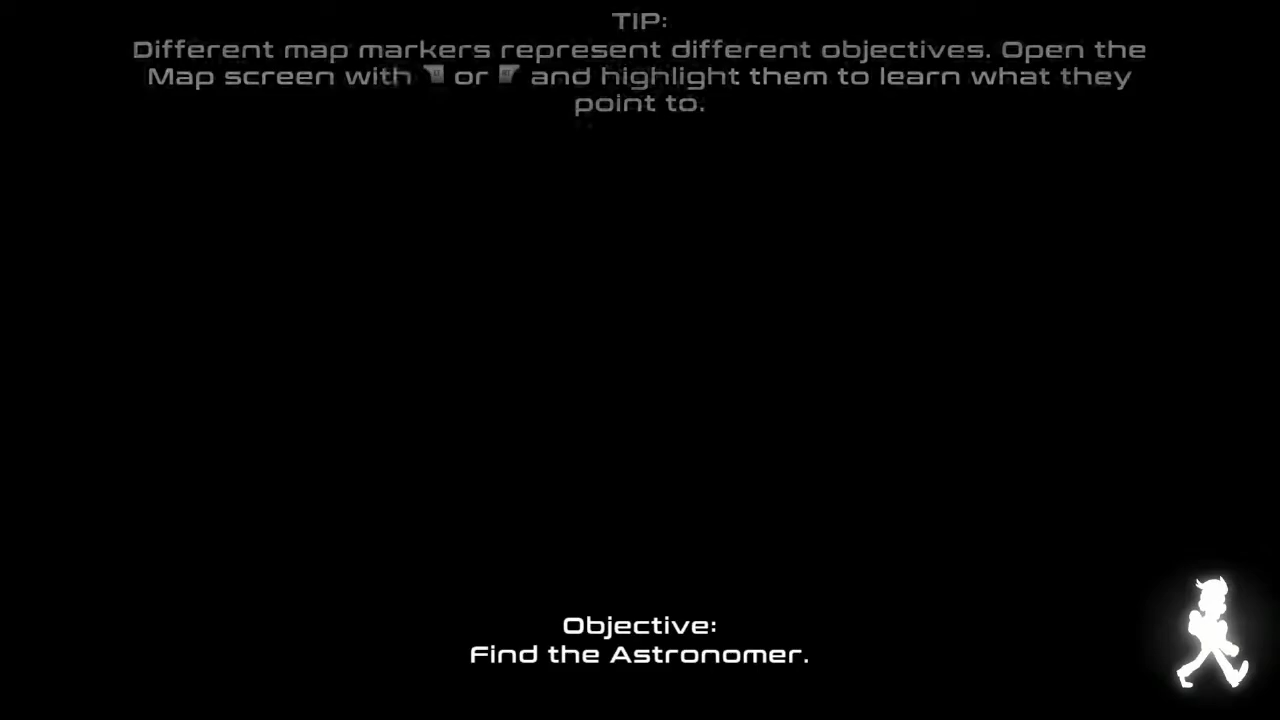 TIP:
Different map markers represent different objectives. Open the
Map screen with or and highlight them to learn what they
point to.
Objective:
Find the Astronomer.